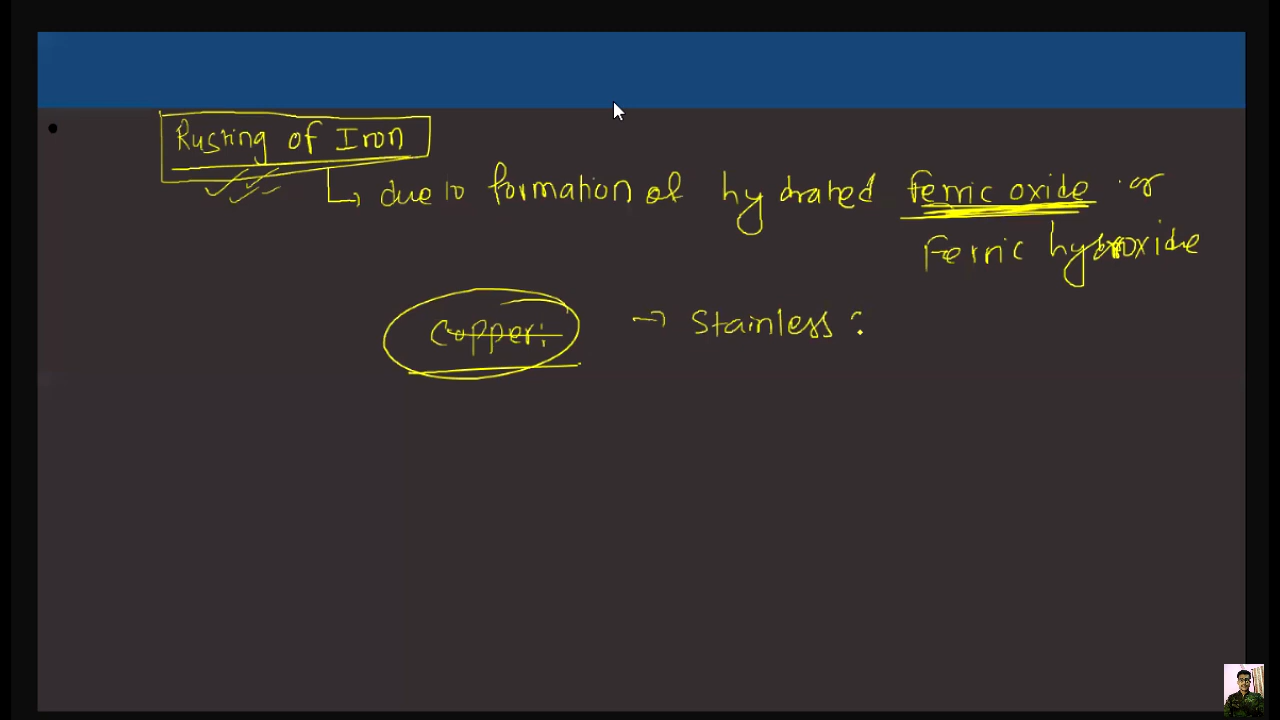 Rusting of Iron
due to formation of hydrated Ferric oxide or
Ferric hydroxide
Copper: → Stainless :